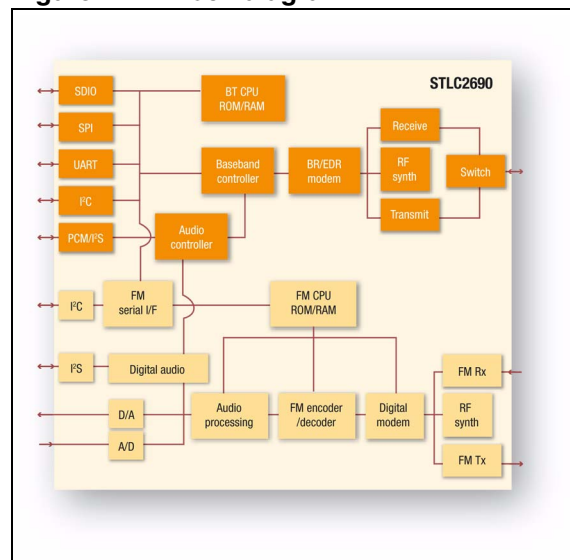 STLC2690
SDIO
BT CPU
ROM/RAM
SPI
Receive
UART
Baseband
controller
BR/EDR
modem
RF
synth
Switch
I²C
Transmit
PCM/I²S
Audio
controller
I²C
FM
serial I/F
FM CPU
ROM/RAM
I²S
Digital audio
FM Rx
D/A
Audio
processing
FM encoder
/decoder
Digital
modem
RF
synth
A/D
FM Tx